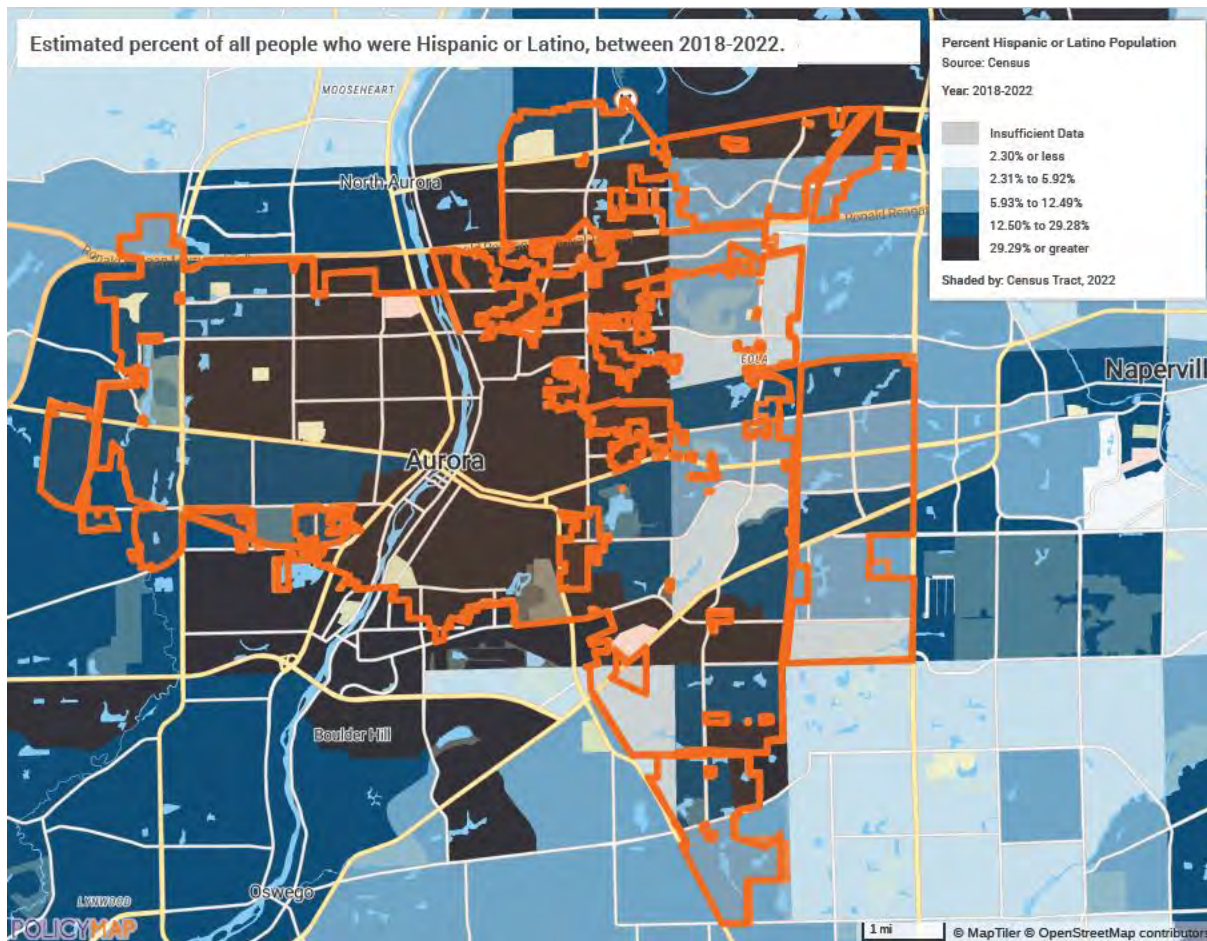 Estimated percent of all people who were Hispanic or Latino, between 2018-2022.
Percent Hispanic or Latino Population
Source: Census
Year: 2018-2022
Insufficient Data
2.30% or less
2.31% to 5.92%
5.93% to 12.49%
12.50% to 29.28%
29.29% or greater
Shaded by: Census Tract, 2022
MOOSEHEART
North Aurora
Ronald Reaga
EOLA
Napervill
Aurora
Boulder Hill
Oswego
LYNWOOD
POLICYMAP
1 mi
© MapTiler © OpenStreetMap contributors